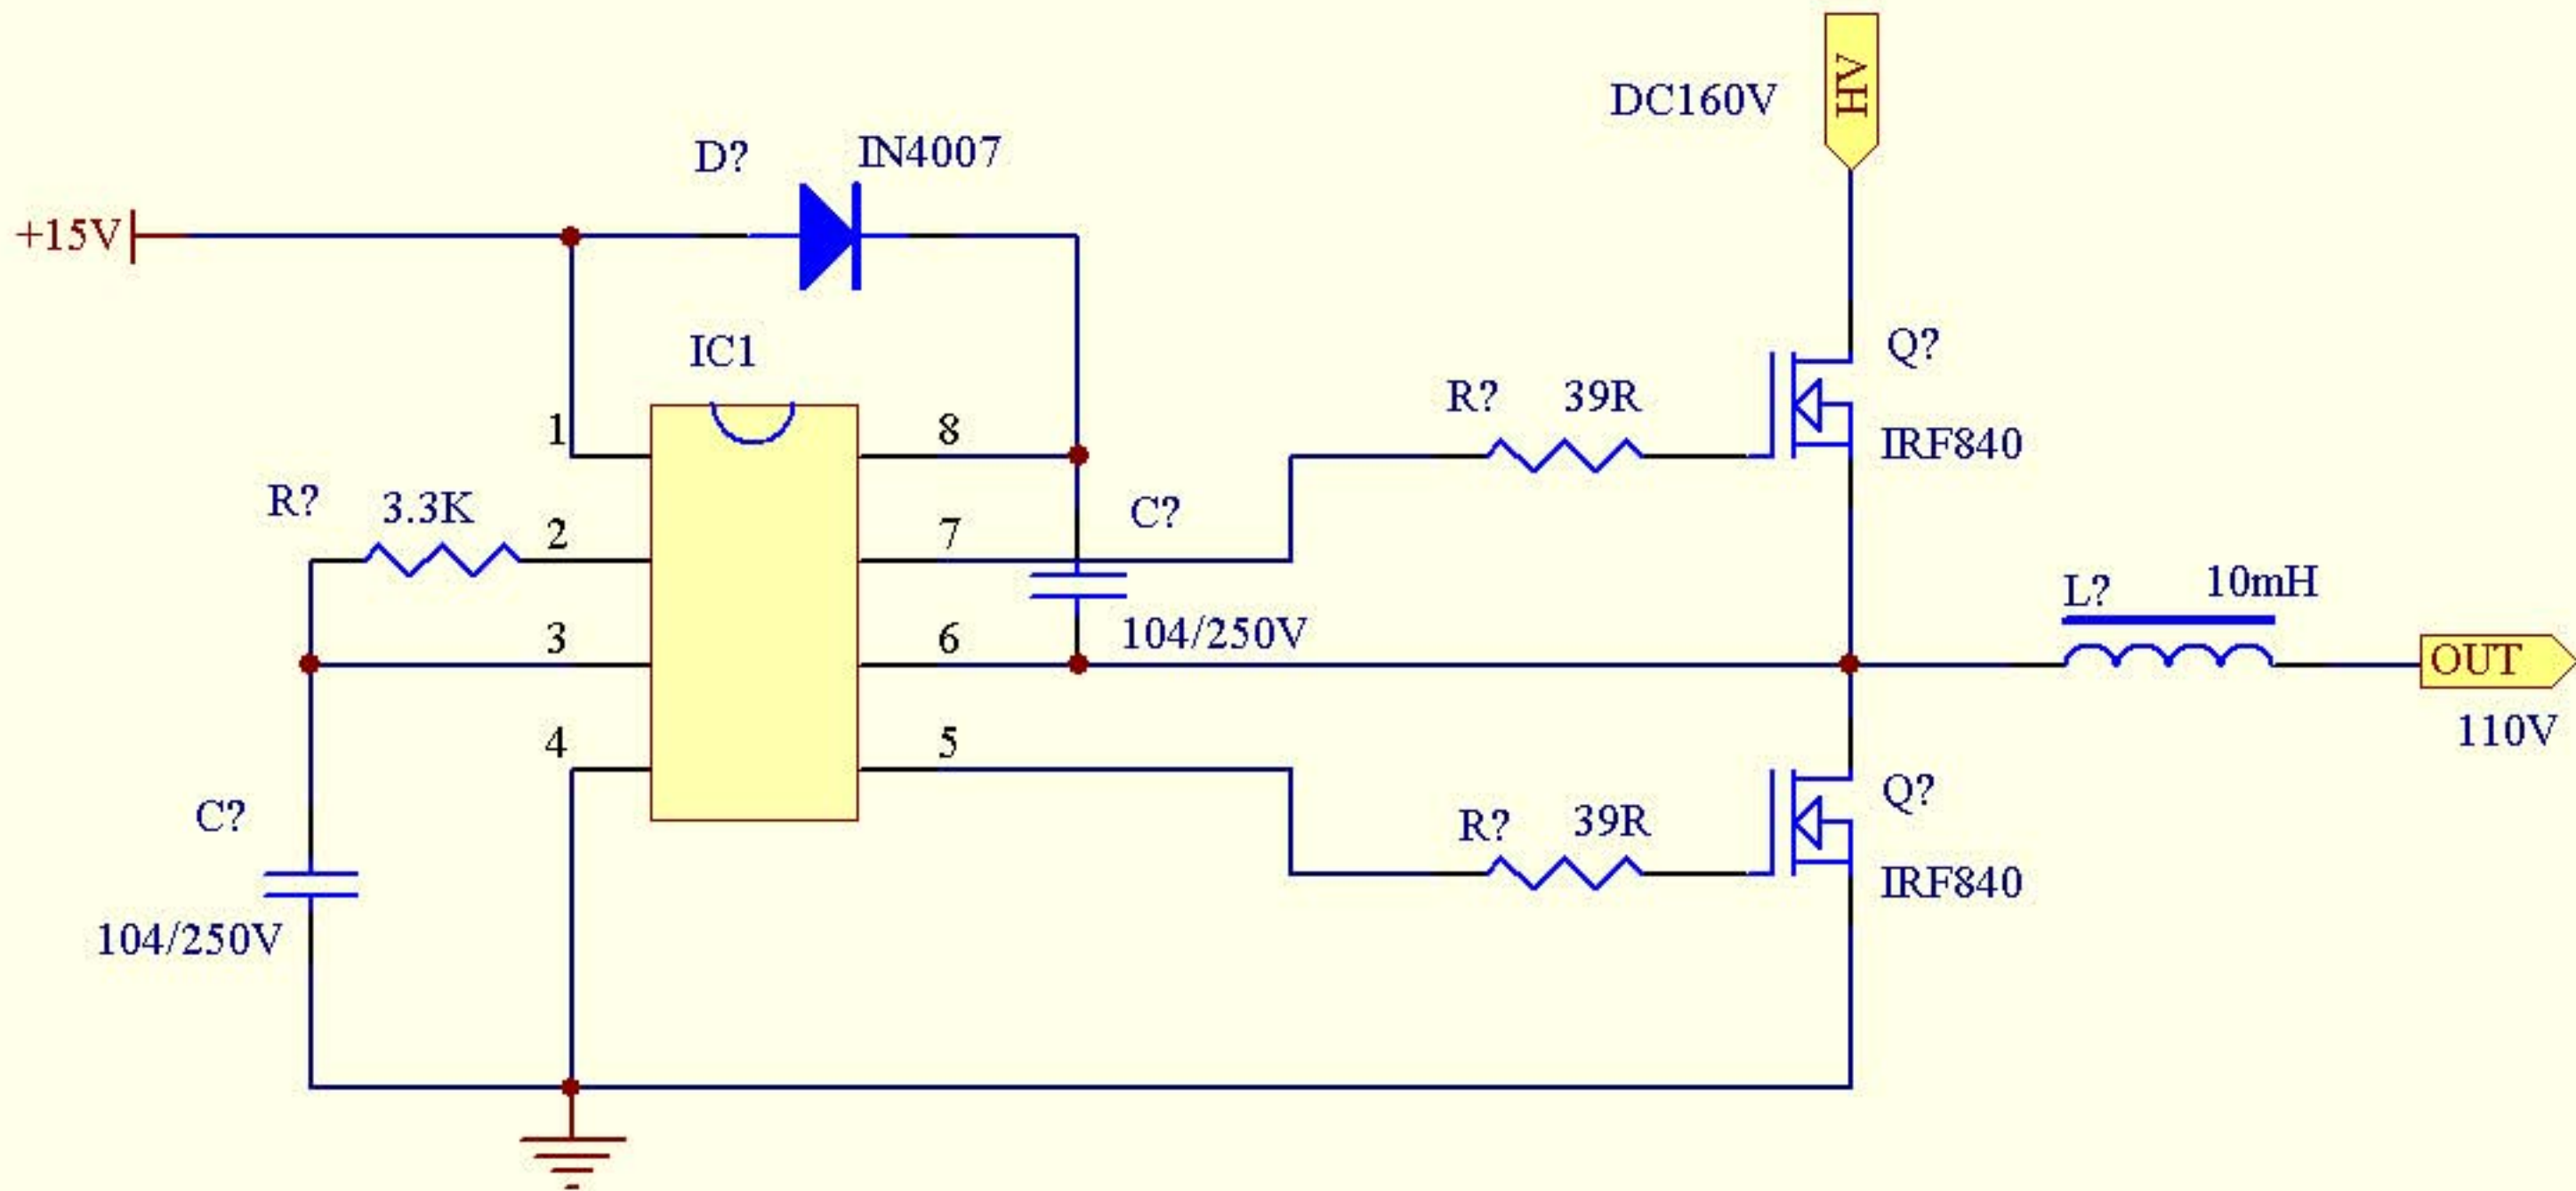 HV
DC160V
D?
IN4007
+15V
IC1
Q?
R?
39R
1
8
IRF840
R?
3.3K
C?
2
7
L?
10mH
3
6
104/250V
OUT
110V
4
5
C?
R?
39R
Q?
IRF840
104/250V